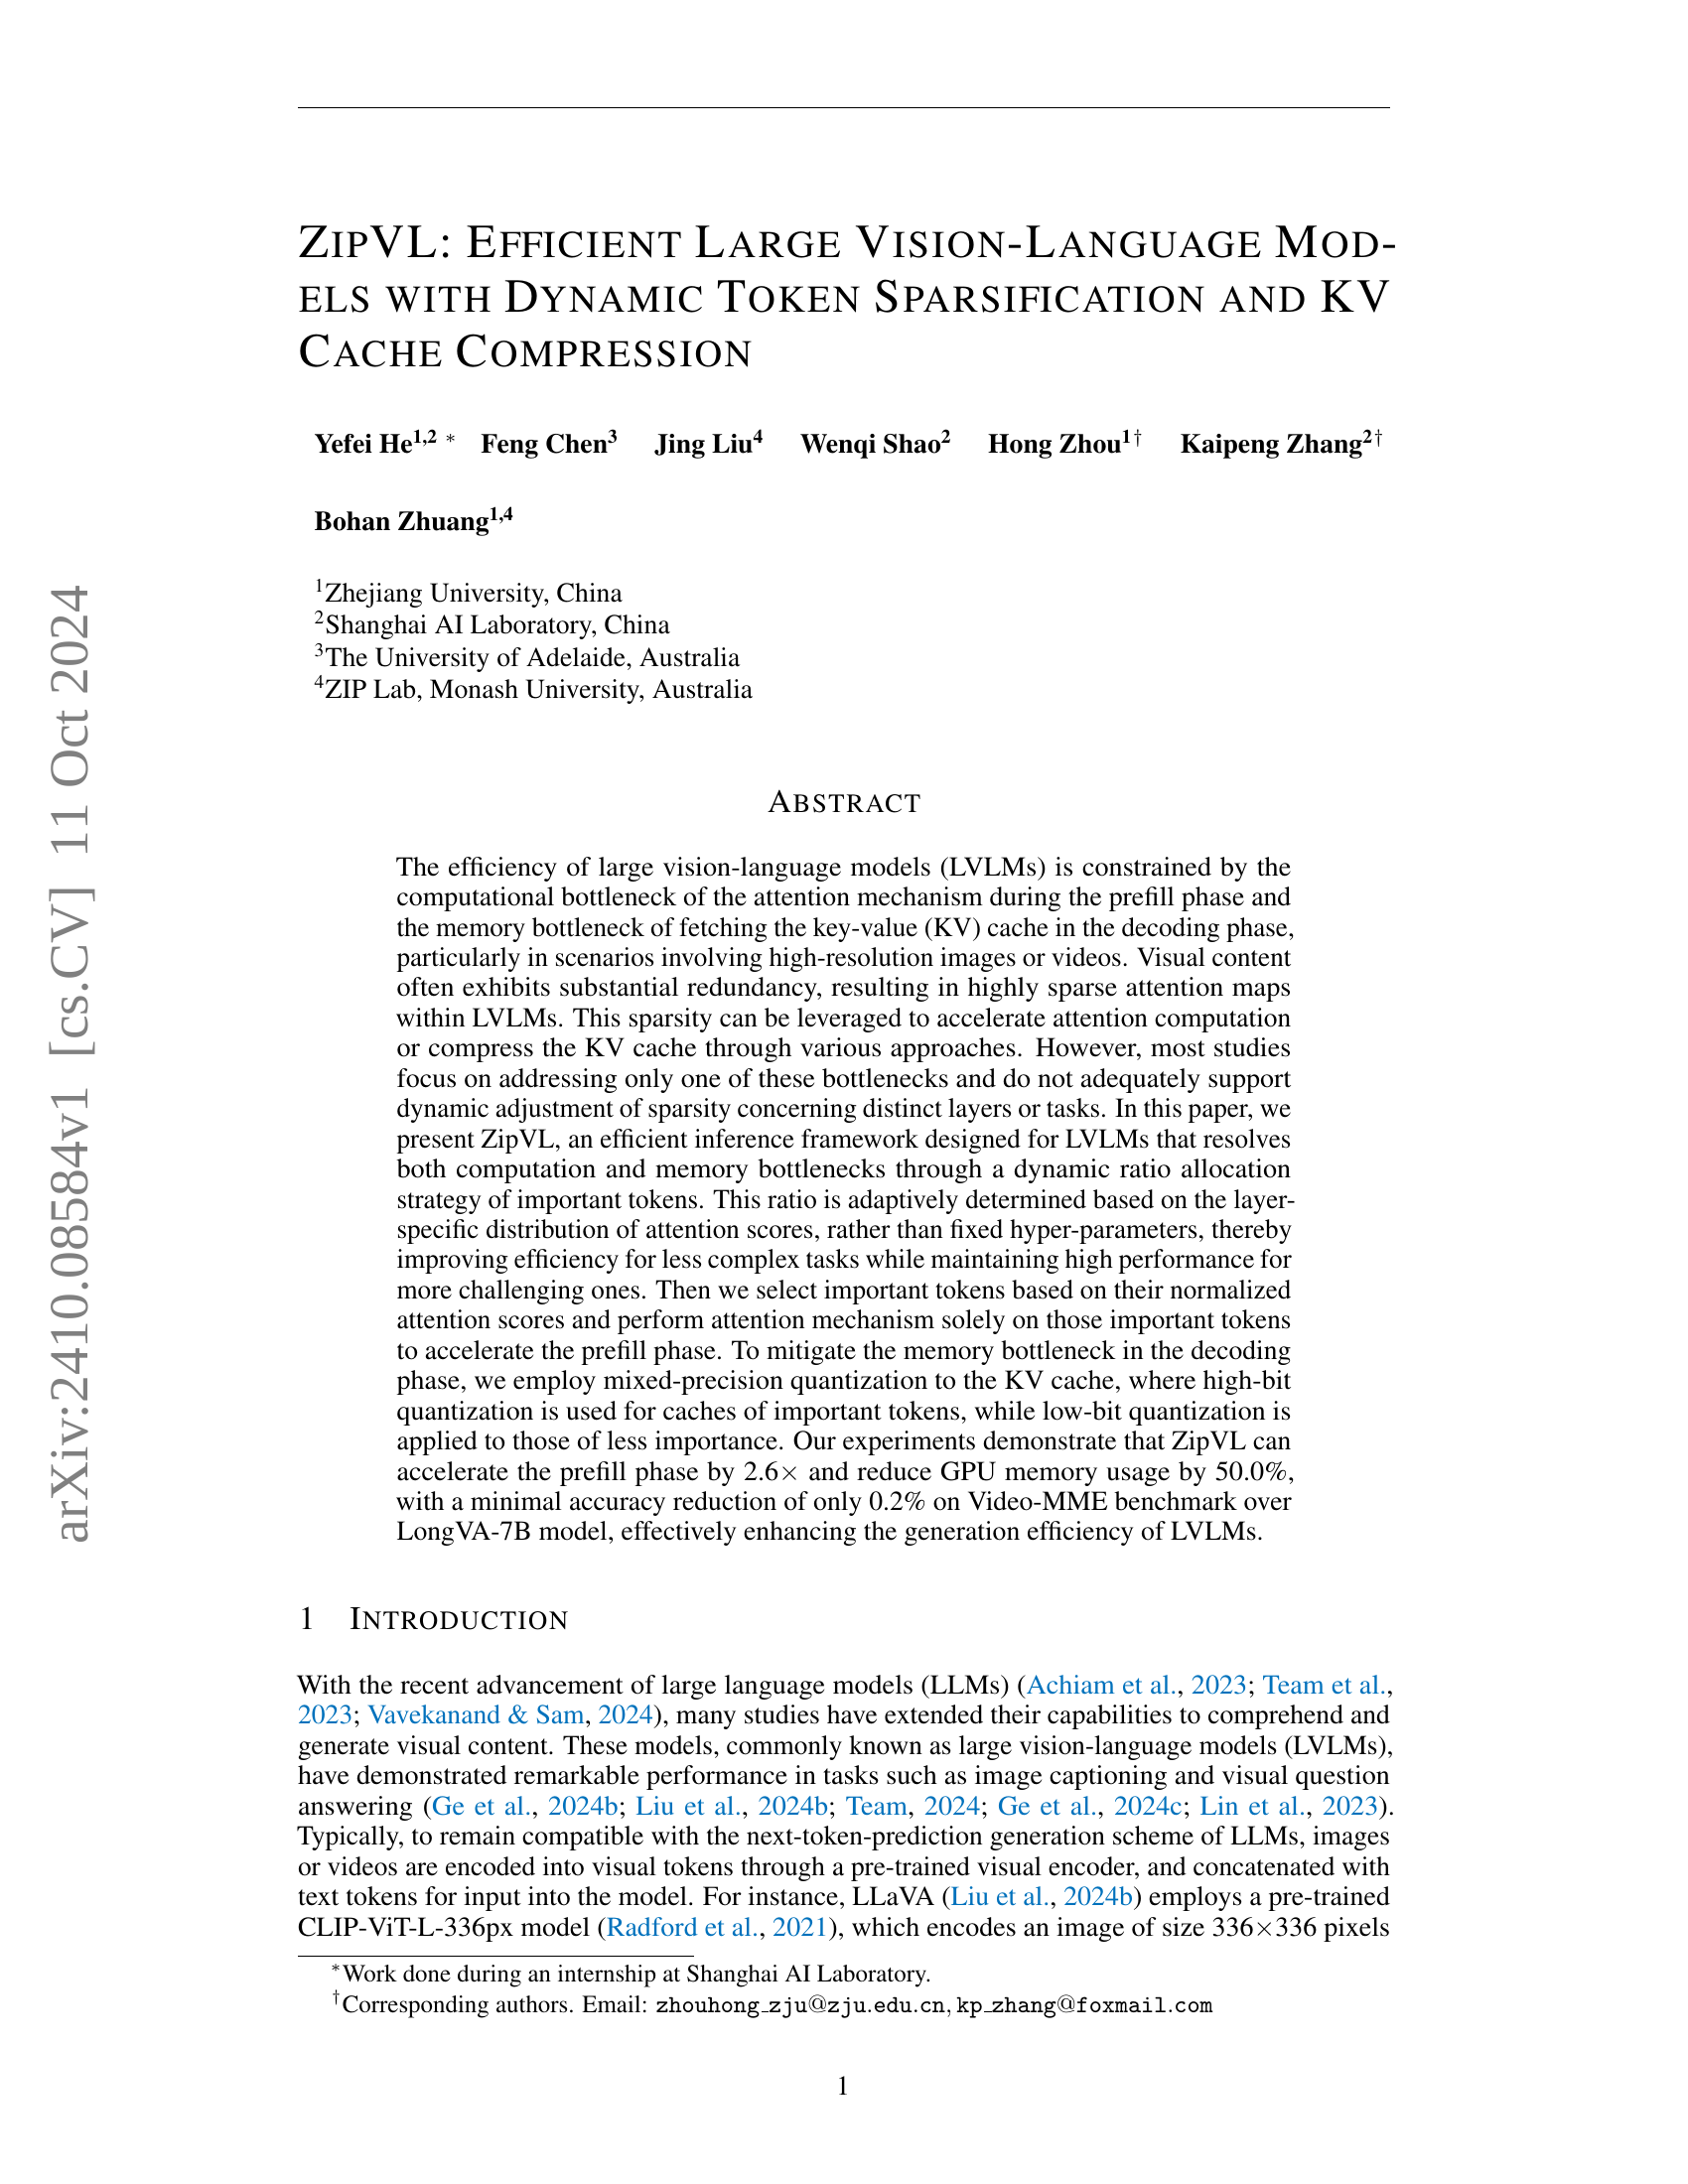 ZIPVL: EFFICIENT LARGE VISION-LANGUAGE MOD-
ELS WITH DYNAMIC TOKEN SPARSIFICATION AND KV
CACHE COMPRESSION
Yefei He1,2 * Feng Chen3 Jing Liu4 Wenqi Shao2 Hong Zhou1† Kaipeng Zhang2†
Bohan Zhuang1,4
1Zhejiang University, China
2Shanghai AI Laboratory, China
3The University of Adelaide, Australia
4ZIP Lab, Monash University, Australia
arXiv:2410.08584v1 [cs.CV] 11 Oct 2024
ABSTRACT
The efficiency of large vision-language models (LVLMs) is constrained by the
computational bottleneck of the attention mechanism during the prefill phase and
the memory bottleneck of fetching the key-value (KV) cache in the decoding phase,
particularly in scenarios involving high-resolution images or videos. Visual content
often exhibits substantial redundancy, resulting in highly sparse attention maps
within LVLMs. This sparsity can be leveraged to accelerate attention computation
or compress the KV cache through various approaches. However, most studies
focus on addressing only one of these bottlenecks and do not adequately support
dynamic adjustment of sparsity concerning distinct layers or tasks. In this paper, we
present ZipVL, an efficient inference framework designed for LVLMs that resolves
both computation and memory bottlenecks through a dynamic ratio allocation
strategy of important tokens. This ratio is adaptively determined based on the layer-
specific distribution of attention scores, rather than fixed hyper-parameters, thereby
improving efficiency for less complex tasks while maintaining high performance for
more challenging ones. Then we select important tokens based on their normalized
attention scores and perform attention mechanism solely on those important tokens
to accelerate the prefill phase. To mitigate the memory bottleneck in the decoding
phase, we employ mixed-precision quantization to the KV cache, where high-bit
quantization is used for caches of important tokens, while low-bit quantization is
applied to those of less importance. Our experiments demonstrate that ZipVL can
accelerate the prefill phase by 2.6× and reduce GPU memory usage by 50.0%,
with a minimal accuracy reduction of only 0.2% on Video-MME benchmark over
LongVA-7B model, effectively enhancing the generation efficiency of LVLMs.
1 INTRODUCTION
With the recent advancement of large language models (LLMs) (Achiam et al., 2023; Team et al.,
2023; Vavekanand & Sam, 2024), many studies have extended their capabilities to comprehend and
generate visual content. These models, commonly known as large vision-language models (LVLMs),
have demonstrated remarkable performance in tasks such as image captioning and visual question
answering (Ge et al., 2024b; Liu et al., 2024b; Team, 2024; Ge et al., 2024c; Lin et al., 2023).
Typically, to remain compatible with the next-token-prediction generation scheme of LLMs, images
or videos are encoded into visual tokens through a pre-trained visual encoder, and concatenated with
text tokens for input into the model. For instance, LLaVA (Liu et al., 2024b) employs a pre-trained
CLIP-ViT-L-336px model (Radford et al., 2021), which encodes an image of size 336×336 pixels
*Work done during an internship at Shanghai AI Laboratory.
†Corresponding authors. Email: zhouhong_zju@zju.edu.cn, kp_zhang@foxmail.com
1